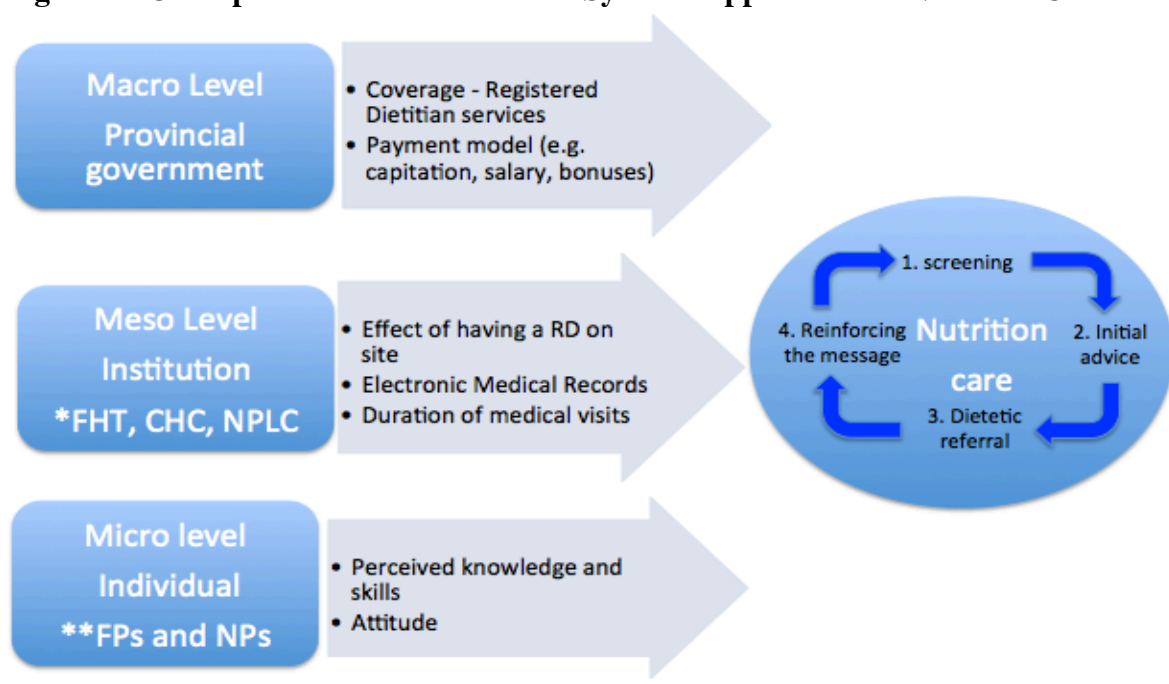 Macro Level
Provincial
government
• Coverage - Registered
Dietitian services
• Payment model (e.g.
capitation, salary, bonuses)
Meso Level
Institution
*FHT, CHC, NPLC
• Effect of having a RD on
site
• Electronic Medical Records
• Duration of medical visits
Micro level
Individual
**FPs and NPs
• Perceived knowledge and
skills
• Attitude
Nutrition
care
1. screening
2. Initial
advice
3. Dietetic
referral
4. Reinforcing
the message